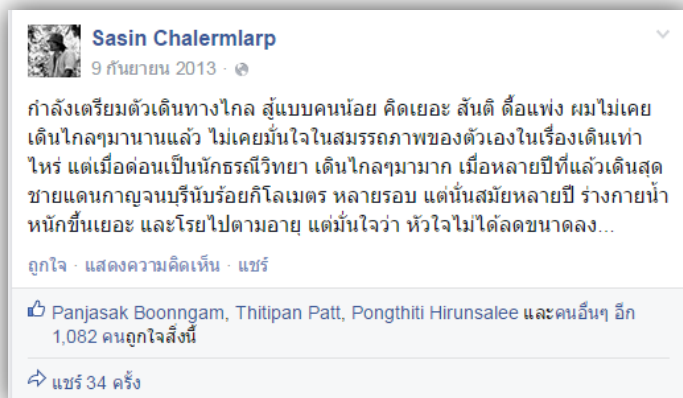 Sasin Chalermlarp
9 กันยายน 2013 ·
กำลังเตรียมตัวเดินทางไกล สู้แบบคนน้อย คิดเยอะ สันติ ดื้อแพ่ง ผมไม่เคย
เดินไกลๆมานานแล้ว ไม่เคยมั่นใจในสมรรถภาพของตัวเองในเรื่องเดินเท่า
ไหร่ แต่เมื่อด่อนเป็นนักธรณีวิทยา เดินไกลๆมามาก เมื่อหลายปีที่แล้วเดินสุด
ชายแดนกาญจนบุรีนับร้อยกิโลเมตร หลายรอบ แต่นั่นสมัยหลายปี ร่างกายน้ำ
หนักขึ้นเยอะ และโรยไปตามอายุ แต่มั่นใจว่า หัวใจไม่ได้ลดขนาดลง...
ถูกใจ · แสดงความคิดเห็น · แชร์
Panjasak Boonngam, Thitipan Patt, Pongthiti Hirunsalee และคนอื่นๆ อีก
1,082 คนถูกใจสิ่งนี้
แชร์ 34 ครั้ง